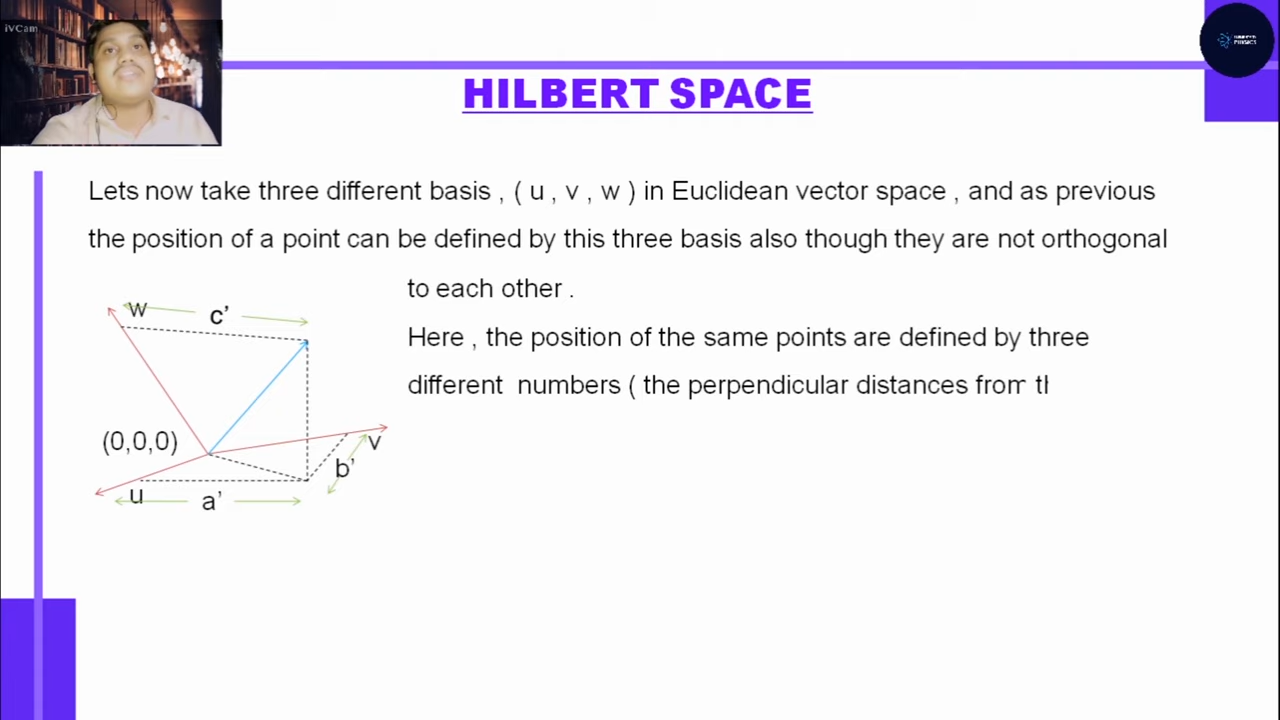 iVCam
HILBERT SPACE
Lets now take three different basis , ( u , v , w ) in Euclidean vector space , and as previous
the position of a point can be defined by this three basis also though they are not orthogonal
to each other .
Here , the position of the same points are defined by three
different numbers ( the perpendicular distances from
w
c’
(0,0,0)
v
b’
u
a’